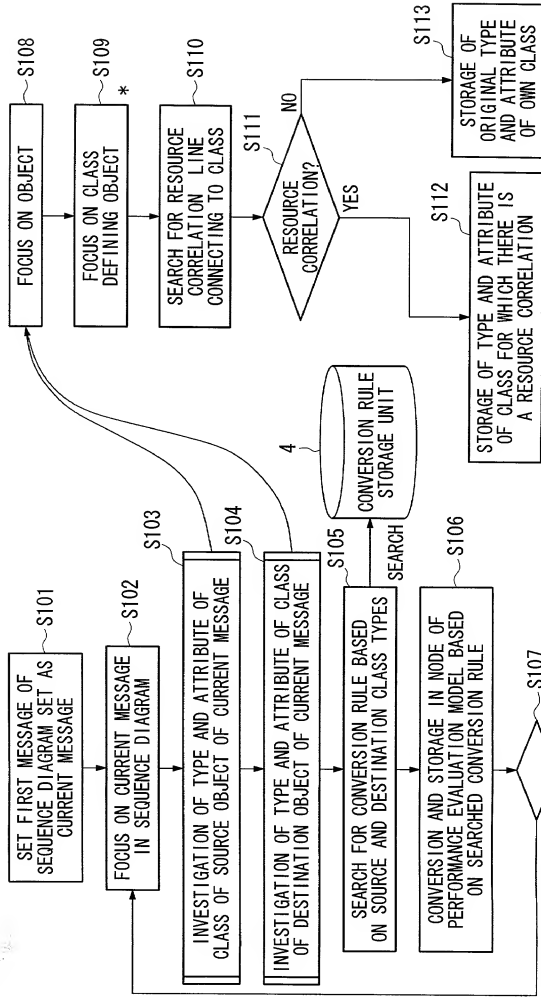 S101
SET FIRST MESSAGE OF
SEQUENCE DIAGRAM SET AS
CURRENT MESSAGE
S102
FOCUS ON CURRENT MESSAGE
IN SEQUENCE DIAGRAM
S103
INVESTIGATION OF TYPE AND ATTRIBUTE OF
CLASS OF SOURCE OBJECT OF CURRENT MESSAGE
S104
INVESTIGATION OF TYPE AND ATTRIBUTE OF CLASS
OF DESTINATION OBJECT OF CURRENT MESSAGE
S105
SEARCH FOR CONVERSION RULE BASED
ON SOURCE AND DESTINATION CLASS TYPES
SEARCH
4
CONVERSION RULE
STORAGE UNIT
S106
CONVERSION AND STORAGE IN NODE OF
PERFORMANCE EVALUATION MODEL BASED
ON SEARCHED CONVERSION RULE
S107
S108
FOCUS ON OBJECT
S109
FOCUS ON CLASS
DEFINING OBJECT
*
S110
SEARCH FOR RESOURCE
CORRELATION LINE
CONNECTING TO CLASS
S111
RESOURCE
CORRELATION?
NO
YES
S112
STORAGE OF TYPE AND ATTRIBUTE
OF CLASS FOR WHICH THERE IS
A RESOURCE CORRELATION
S113
STORAGE OF
ORIGINAL TYPE
AND ATTRIBUTE
OF OWN CLASS